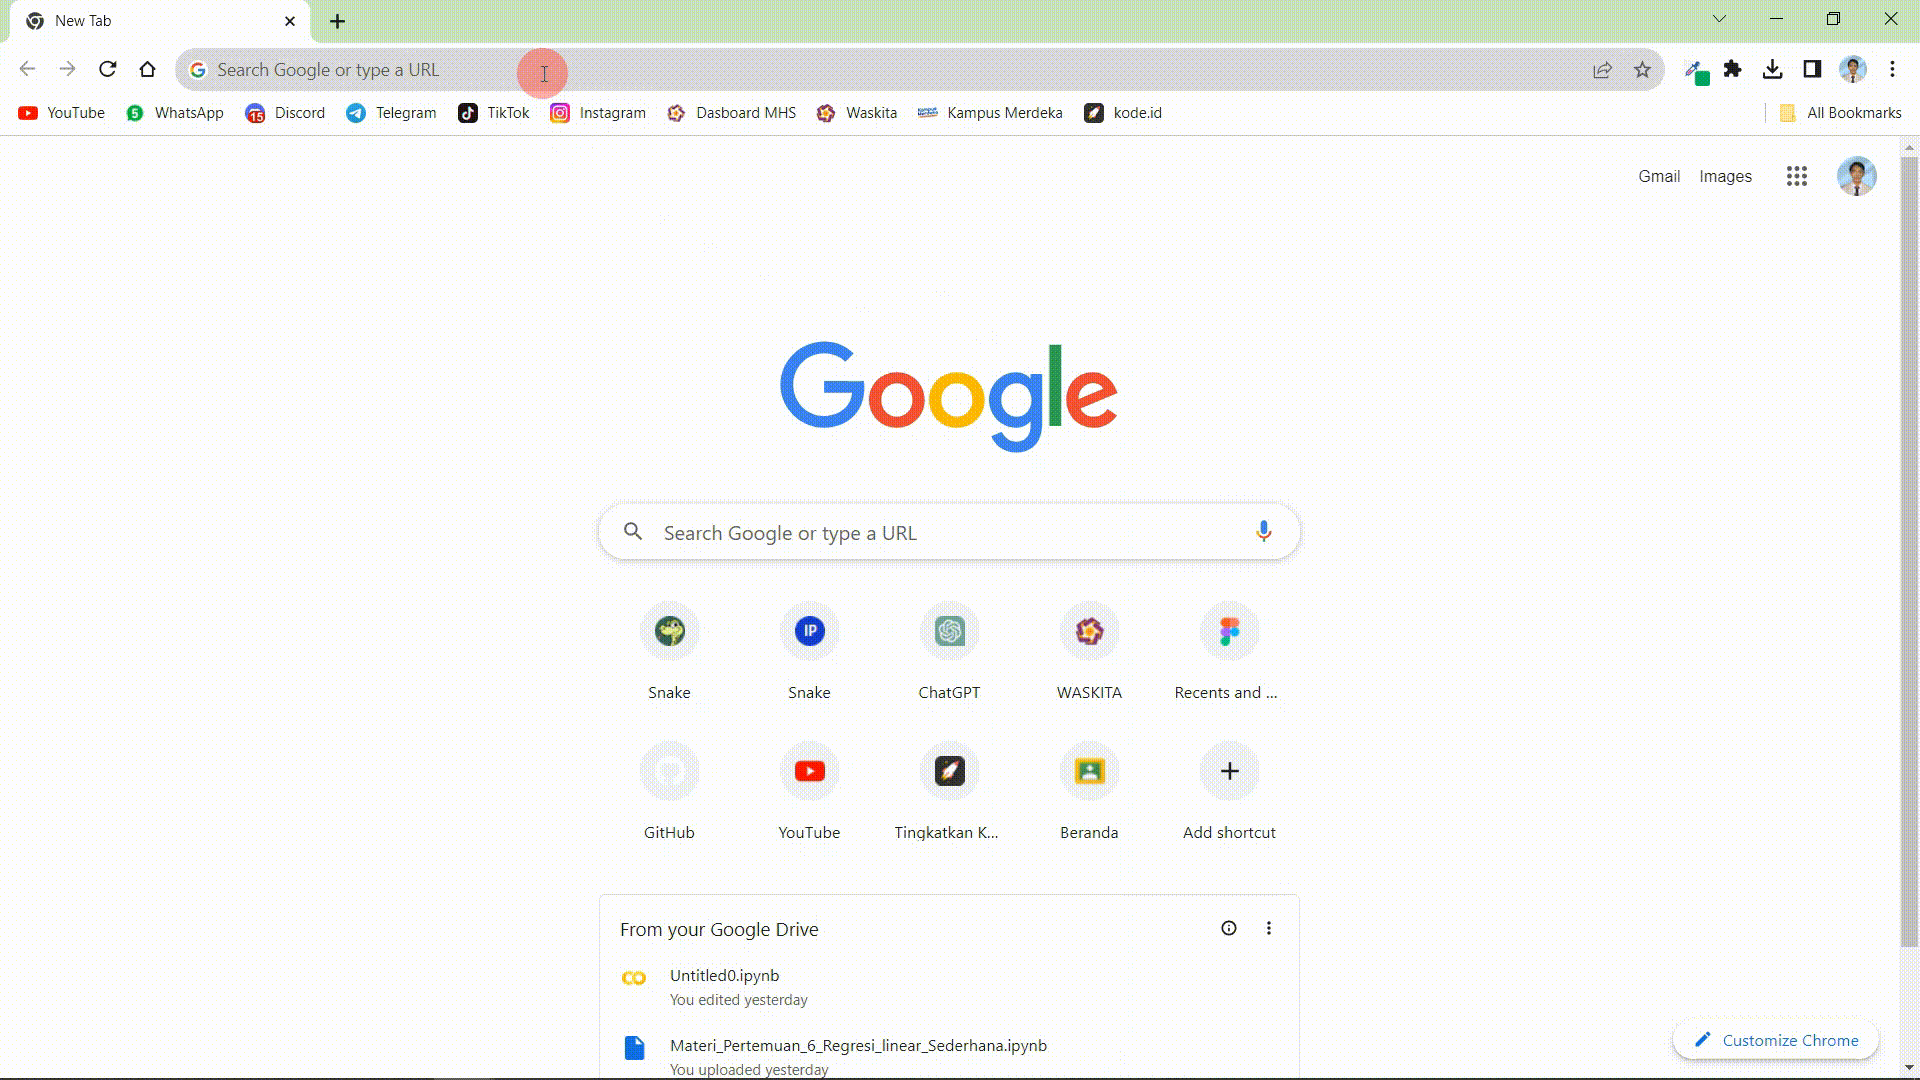 New Tab
Search Google or type a URL
YouTube 5 WhatsApp 15 Discord Telegram TikTok Instagram Dasboard MHS Waskita Kampus Merdeka kode.id All Bookmarks
Gmail Images
Google
Search Google or type a URL
IP
Snake Snake ChatGPT WASKITA Recents and ...
GitHub YouTube Tingkatkan K... Beranda Add shortcut
From your Google Drive
Untitled0.ipynb
You edited yesterday
Materi_Pertemuan_6_Regresi_linear_Sederhana.ipynb
You uploaded yesterday
Customize Chrome